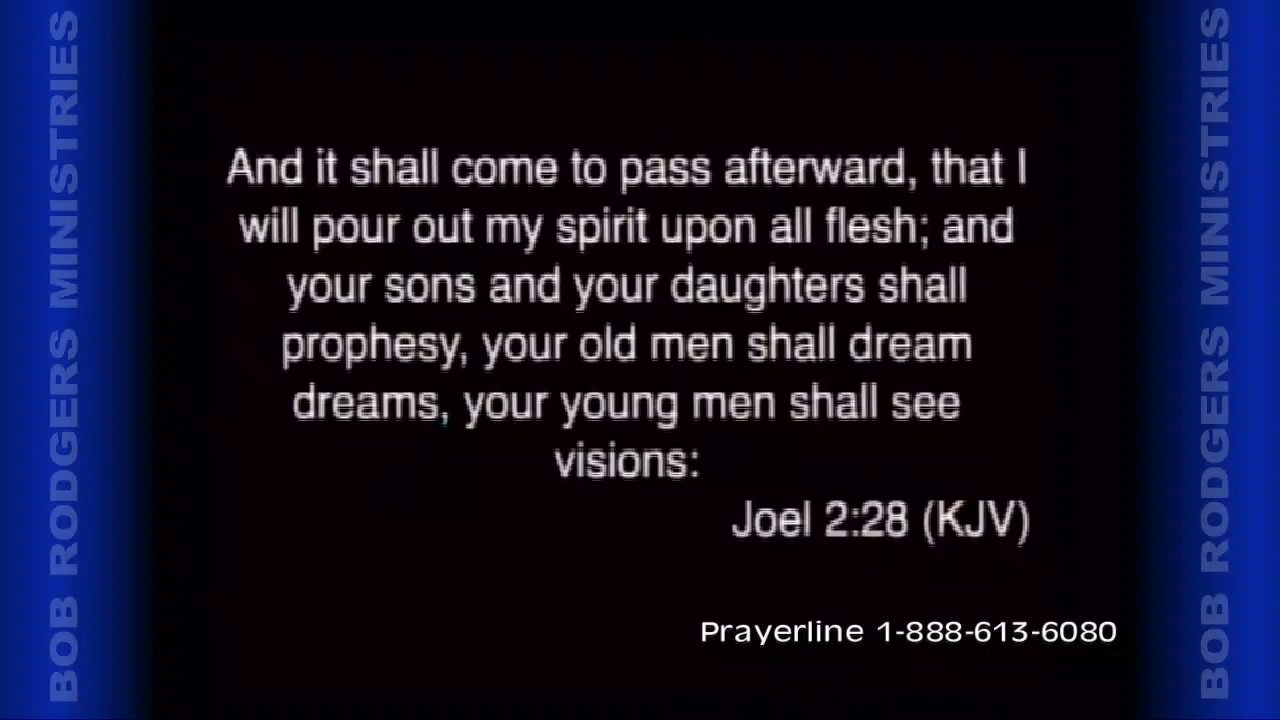 BOB RODGERS MINISTRIES
And it shall come to pass afterward, that I
will pour out my spirit upon all flesh; and
your sons and your daughters shall
prophesy, your old men shall dream
dreams, your young men shall see
visions:
Joel 2:28 (KJV)
Prayerline 1-888-613-6080
BOB RODGERS MINISTRIES